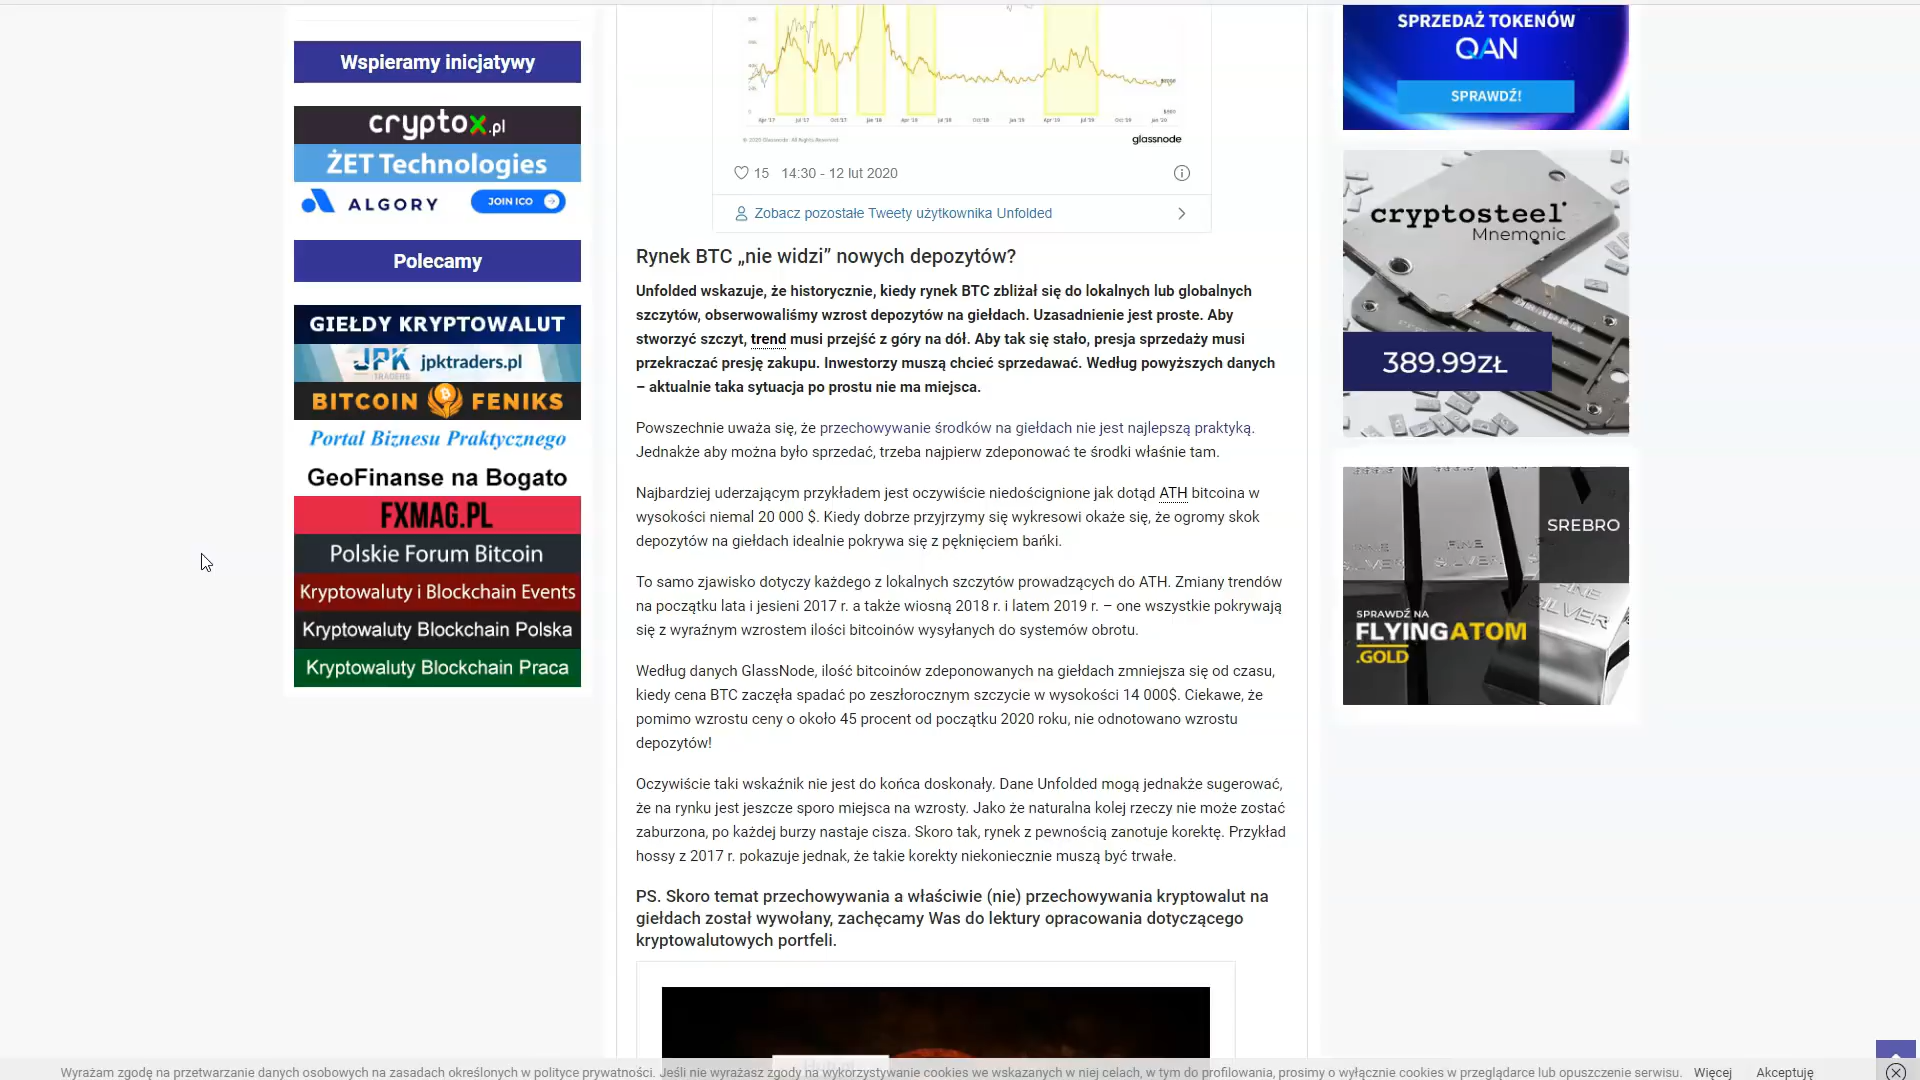 Wspieramy inicjatywy
cryptox.pl
ŻET Technologies
ALGORY JOIN ICO
Polecamy
GIEŁDY KRYPTOWALUT
JPK TRADERS jpktraders.pl
BITCOIN FENIKS
Portal Biznesu Praktycznego
GeoFinanse na Bogato
FXMAG.PL
Polskie Forum Bitcoin
Kryptowaluty i Blockchain Events
Kryptowaluty Blockchain Polska
Kryptowaluty Blockchain Praca
glassnode
15 14:30 - 12 lut 2020
Zobacz pozostałe Tweety użytkownika Unfolded
Rynek BTC „nie widzi” nowych depozytów?
Unfolded wskazuje, że historycznie, kiedy rynek BTC zbliżał się do lokalnych lub globalnych
szczytów, obserwowaliśmy wzrost depozytów na giełdach. Uzasadnienie jest proste. Aby
stworzyć szczyt, trend musi przejść z góry na dół. Aby tak się stało, presja sprzedaży musi
przekraczać presję zakupu. Inwestorzy muszą chcieć sprzedawać. Według powyższych danych
– aktualnie taka sytuacja po prostu nie ma miejsca.
Powszechnie uważa się, że przechowywanie środków na giełdach nie jest najlepszą praktyką.
Jednakże aby można było sprzedać, trzeba najpierw zdeponować te środki właśnie tam.
Najbardziej uderzającym przykładem jest oczywiście niedoścignione jak dotąd ATH bitcoina w
wysokości niemal 20 000 $. Kiedy dobrze przyjrzymy się wykresowi okaże się, że ogromy skok
depozytów na giełdach idealnie pokrywa się z pęknięciem bańki.
To samo zjawisko dotyczy każdego z lokalnych szczytów prowadzących do ATH. Zmiany trendów
na początku lata i jesieni 2017 r. a także wiosną 2018 r. i latem 2019 r. – one wszystkie pokrywają
się z wyraźnym wzrostem ilości bitcoinów wysyłanych do systemów obrotu.
Według danych GlassNode, ilość bitcoinów zdeponowanych na giełdach zmniejsza się od czasu,
kiedy cena BTC zaczęła spadać po zeszłorocznym szczycie w wysokości 14 000$. Ciekawe, że
pomimo wzrostu ceny o około 45 procent od początku 2020 roku, nie odnotowano wzrostu
depozytów!
Oczywiście taki wskaźnik nie jest do końca doskonały. Dane Unfolded mogą jednakże sugerować,
że na rynku jest jeszcze sporo miejsca na wzrosty. Jako że naturalna kolej rzeczy nie może zostać
zaburzona, po każdej burzy nastaje cisza. Skoro tak, rynek z pewnością zanotuje korektę. Przykład
hossy z 2017 r. pokazuje jednak, że takie korekty niekoniecznie muszą być trwałe.
PS. Skoro temat przechowywania a właściwie (nie) przechowywania kryptowalut na
giełdach został wywołany, zachęcamy Was do lektury opracowania dotyczącego
kryptowalutowych portfeli.
SPRZEDAŻ TOKENÓW
QAN
SPRAWDŹ!
cryptosteel
Mnemonic
389.99ZŁ
SREBRO
FINE
SILVER
SPRAWDŹ NA
FLYINGATOM
.GOLD
Wyrażam zgodę na przetwarzanie danych osobowych na zasadach określonych w polityce prywatności. Jeśli nie wyrażasz zgody na wykorzystywanie cookies we wskazanych w niej celach, w tym do profilowania, prosimy o wyłącznie cookies w przeglądarce lub opuszczenie serwisu. Więcej Akceptuję